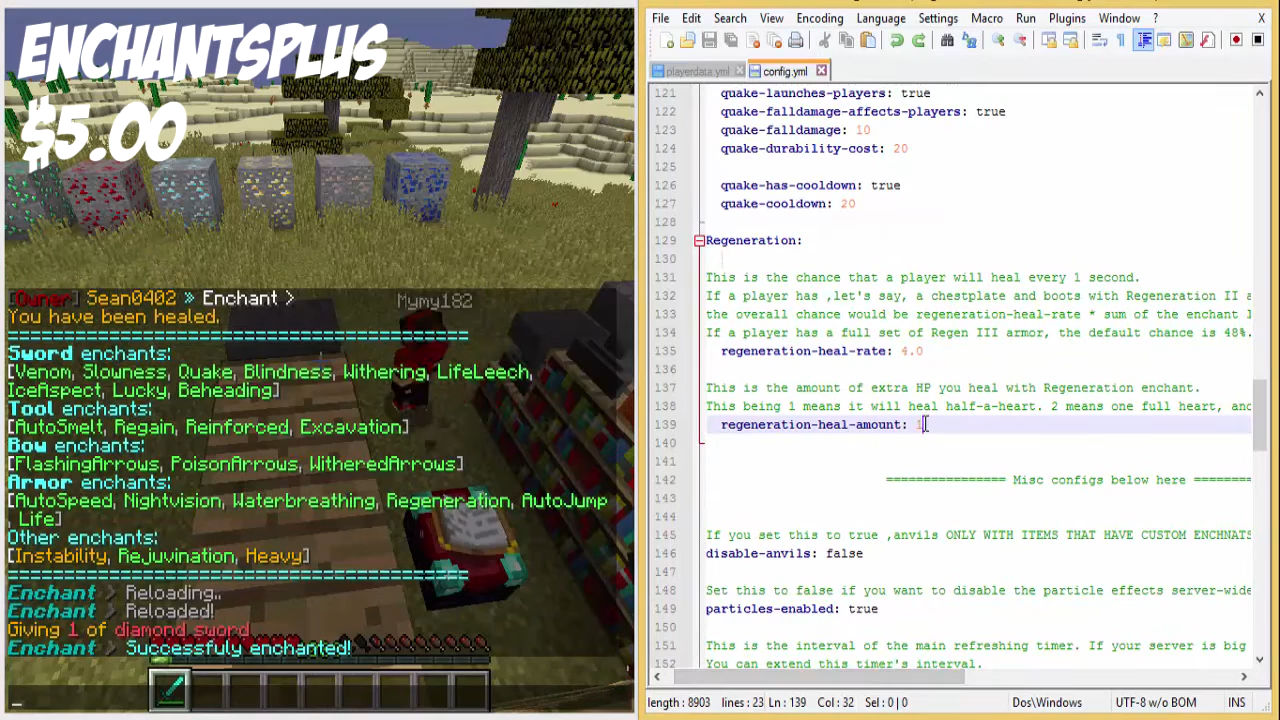 ENCHANTSPLUS
$5.00
[Owner] Sean0402 » Enchant >
Mymy182
You have been healed.
==========================================
Sword enchants:
[Venom, Slowness, Quake, Blindness, Withering, LifeLeech,
IceAspect, Lucky, Beheading]
Tool enchants:
[AutoSmelt, Regain, Reinforced, Excavation]
Bow enchants:
[FlashingArrows, PoisonArrows, WitheredArrows]
Armor enchants:
[AutoSpeed, Nightvision, Waterbreathing, Regeneration, AutoJump
, Life]
Other enchants:
[Instability, Rejuvination, Heavy]
==========================================
Enchant > Reloading..
Enchant > Reloaded!
Giving 1 of diamond sword
Enchant > Successfuly enchanted!
_
File Edit Search View Encoding Language Settings Macro Run Plugins Window ? X
playerdata.yml config.yml
121 quake-launches-players: true
122 quake-falldamage-affects-players: true
123 quake-falldamage: 10
124 quake-durability-cost: 20
125
126 quake-has-cooldown: true
127 quake-cooldown: 20
128
129 Regeneration:
130
131 This is the chance that a player will heal every 1 second.
132 If a player has ,let's say, a chestplate and boots with Regeneration II a
133 the overall chance would be regeneration-heal-rate * sum of the enchant l
134 If a player has a full set of Regen III armor, the default chance is 48%.
135 regeneration-heal-rate: 4.0
136
137 This is the amount of extra HP you heal with Regeneration enchant.
138 This being 1 means it will heal half-a-heart. 2 means one full heart, and
139 regeneration-heal-amount: 1
140
141
142 ================ Misc configs below here =========
143
144
145 If you set this to true ,anvils ONLY WITH ITEMS THAT HAVE CUSTOM ENCHNATS
146 disable-anvils: false
147
148 Set this to false if you want to disable the particle effects server-wide
149 particles-enabled: true
150
151 This is the interval of the main refreshing timer. If your server is big
152 You can extend this timer's interval.
length : 8903 lines : 23 Ln : 139 Col : 32 Sel : 0 | 0 Dos\Windows UTF-8 w/o BOM INS